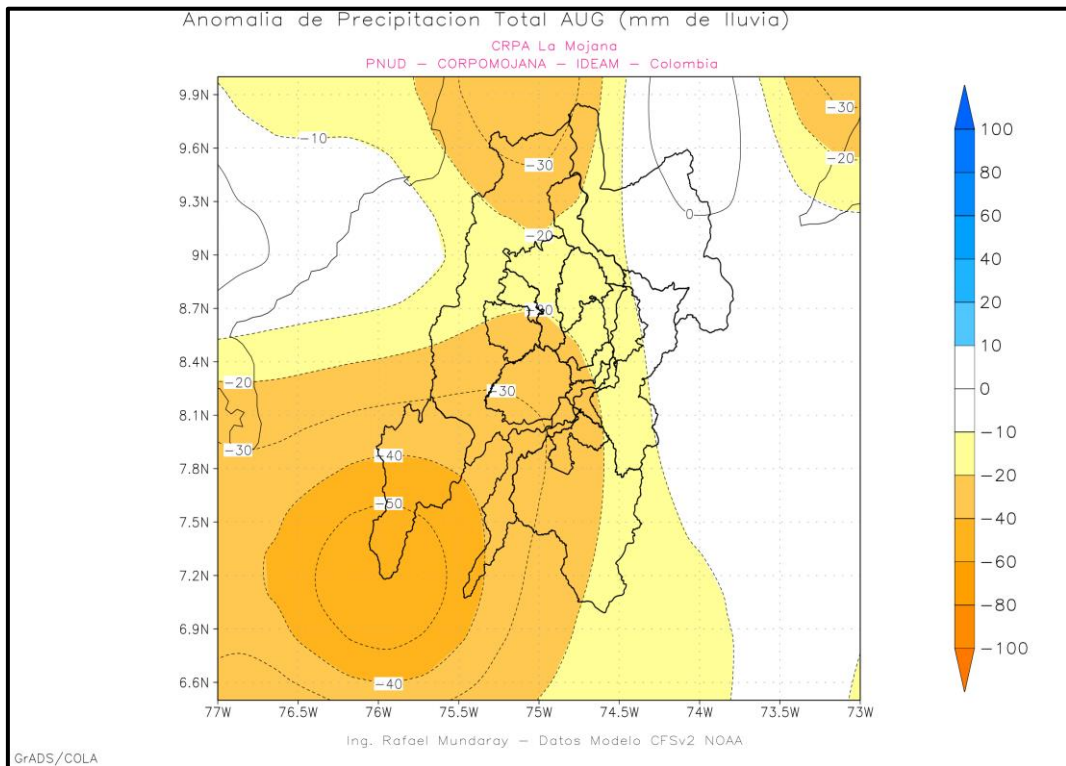 Anomalia de Precipitacion Total AUG (mm de lluvia)
CRPA La Mojana
PNUD – CORPOMOJANA – IDEAM – Colombia
9.9N
9.6N
9.3N
9N
8.7N
8.4N
8.1N
7.8N
7.5N
7.2N
6.9N
6.6N
77W 76.5W 76W 75.5W 75W 74.5W 74W 73.5W 73W
-10
-30
-30
-20
0
-20
-20
-20
-30
-30
-40
-50
-40
100
80
60
40
20
10
0
-10
-20
-40
-60
-80
-100
Ing. Rafael Mundaray – Datos Modelo CFSv2 NOAA
GrADS/COLA